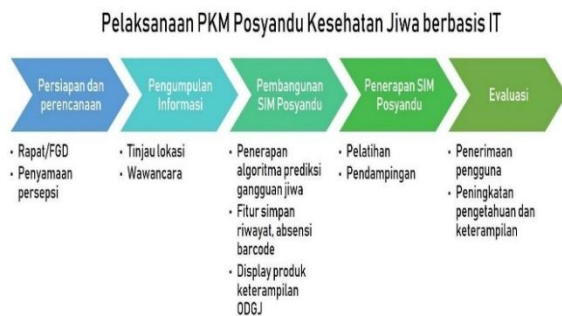 Pelaksanaan PKM Posyandu Kesehatan Jiwa berbasis IT
Persiapan dan
perencanaan
Pengumpulan
Informasi
Pembangunan
SIM Posyandu
Penerapan SIM
Posyandu
Evaluasi
• Rapat/FGD
• Penyamaan
persepsi
• Tinjau lokasi
• Wawancara
• Penerapan
algoritma prediksi
gangguan jiwa
• Fitur simpan
riwayat, absensi
barcode
• Display produk
keterampilan
ODGJ
• Pelatihan
• Pendampingan
• Penerimaan
pengguna
• Peningkatan
pengetahuan dan
keterampilan